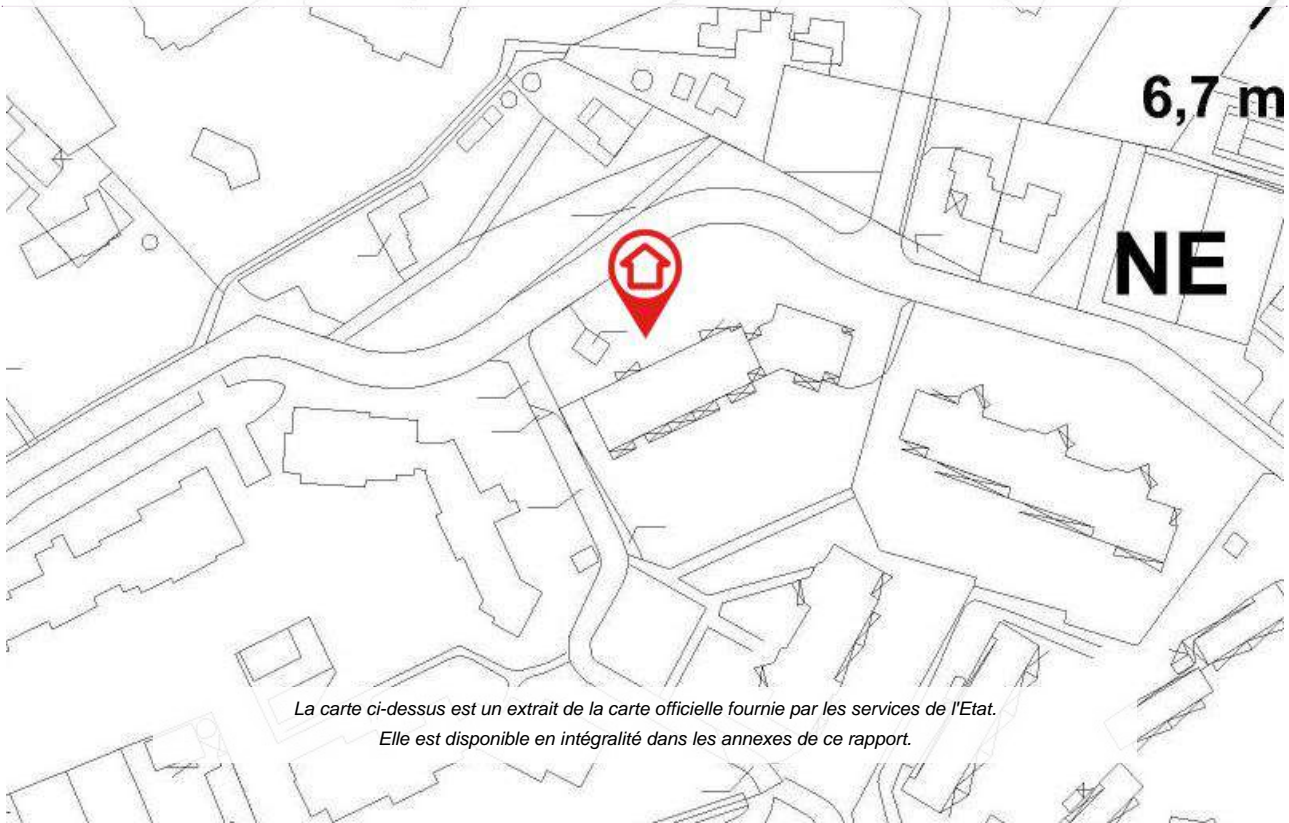 6,7 m
NE
La carte ci-dessus est un extrait de la carte officielle fournie par les services de l'Etat.
Elle est disponible en intégralité dans les annexes de ce rapport.